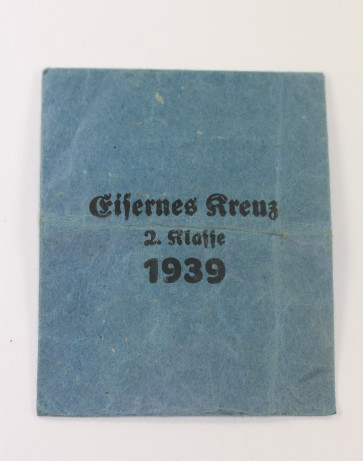 Eiſernes Kreuz
2. Klaſſe
1939